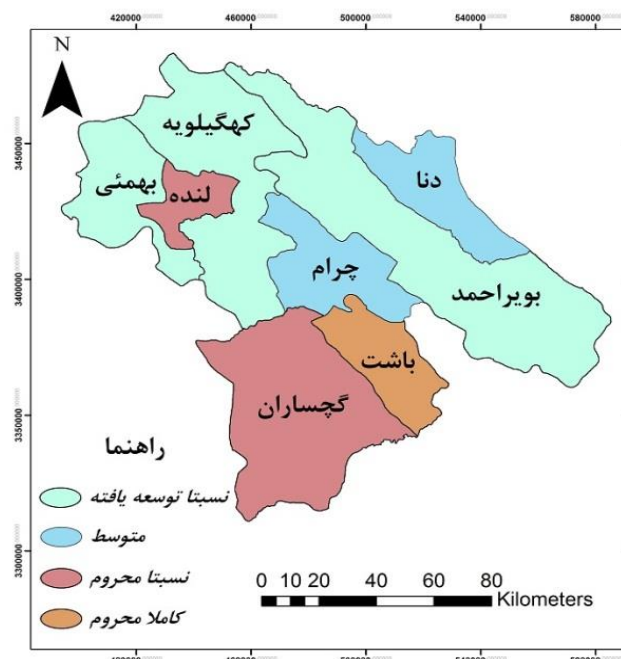 420000 460000 500000 540000 580000
N
3450000
3400000
3350000
3300000
کهگیلویه
بهمئی
لنده
دنا
چرام
بویراحمد
باشت
گچساران
راهنما
نسبتا توسعه یافته
متوسط
نسبتا محروم
کاملا محروم
0 10 20 40 60 80
Kilometers